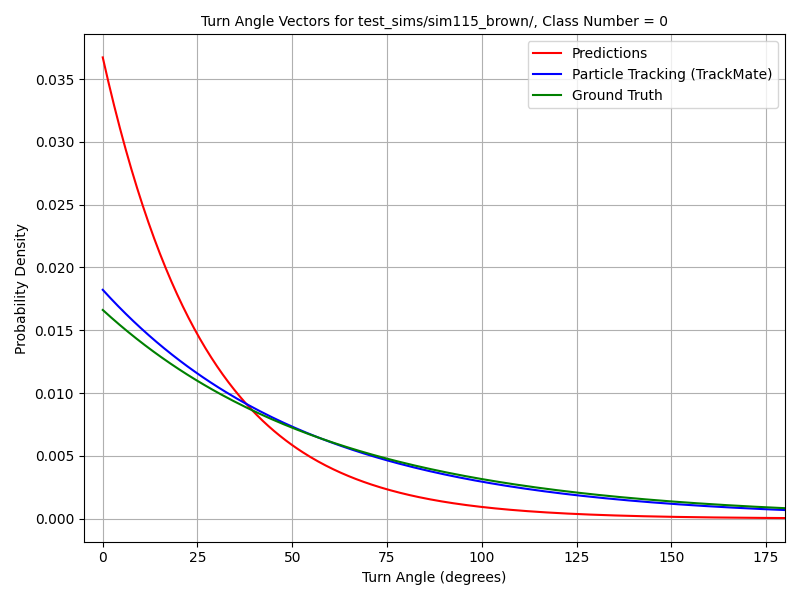 Turn Angle Vectors for test_sims/sim115_brown/, Class Number = 0
Predictions
Particle Tracking (TrackMate)
Ground Truth
Probability Density
0.035
0.030
0.025
0.020
0.015
0.010
0.005
0.000
0 25 50 75 100 125 150 175
Turn Angle (degrees)